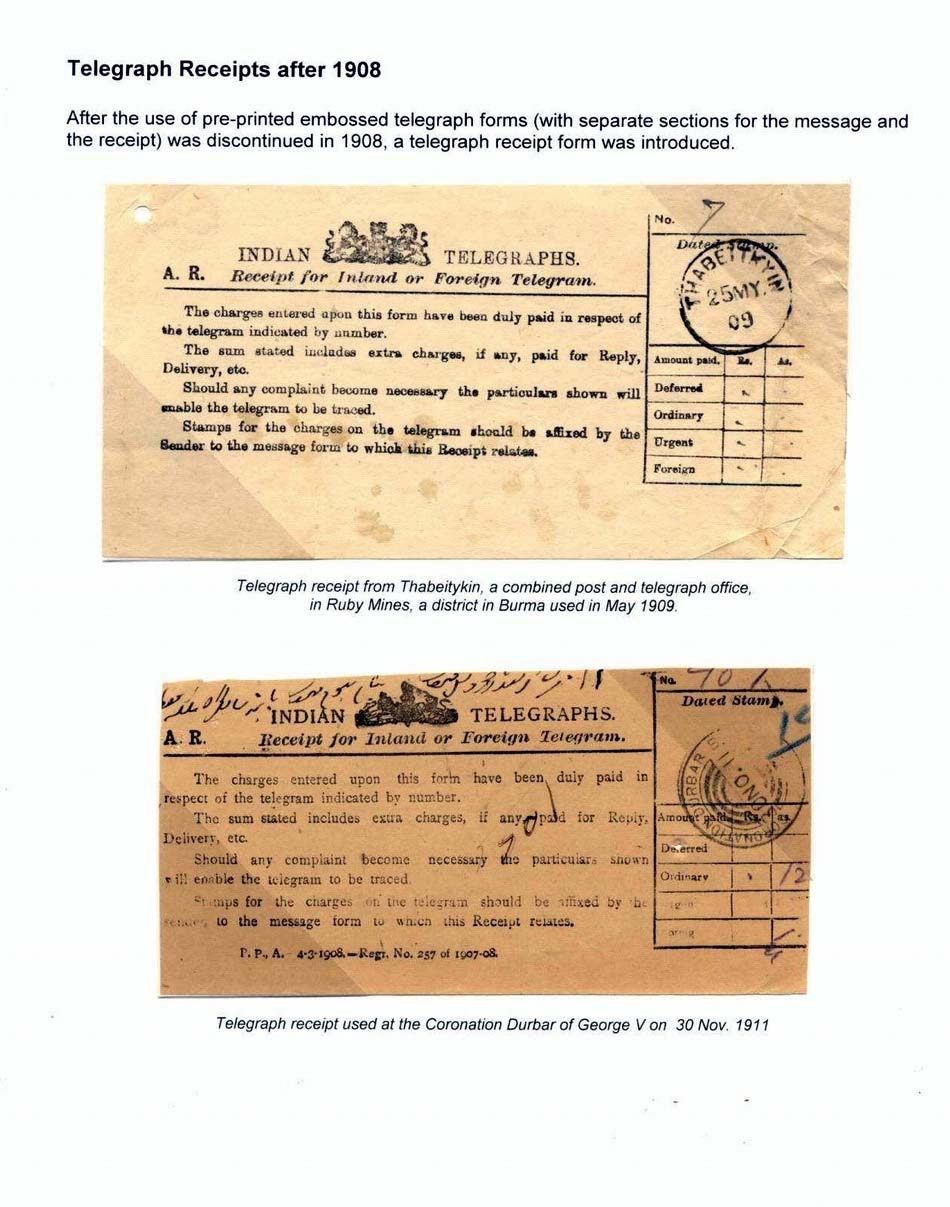 Telegraph Receipts after 1908
After the use of pre-printed embossed telegraph forms (with separate sections for the message and
the receipt) was discontinued in 1908, a telegraph receipt form was introduced.
No. 7
INDIAN TELEGRAPHS.
Dated Stamp.
A. R. Receipt for Inland or Foreign Telegram.
THABEITKYIN
25MY.
09
The charges entered upon this form have been duly paid in respect of
the telegram indicated by number.
The sum stated includes extra charges, if any, paid for Reply,
Delivery, etc.
Should any complaint become necessary the particulars shown will
enable the telegram to be traced.
Stamps for the charges on the telegram should be affixed by the
Sender to the message form to which this Receipt relates.
Amount paid. Rs. As.
Deferred
Ordinary
Urgent
Foreign
Telegraph receipt from Thabeitykin, a combined post and telegraph office,
in Ruby Mines, a district in Burma used in May 1909.
No.
INDIAN TELEGRAPHS.
Dated Stamp.
A. R. Receipt for Inland or Foreign Telegram.
The charges entered upon this form have been duly paid in
respect of the telegram indicated by number.
The sum stated includes extra charges, if any, paid for Reply,
Delivery, etc.
Should any complaint become necessary the particulars shown
will enable the telegram to be traced.
Stamps for the charges on the telegram should be affixed by the
sender to the message form to which this Receipt relates.
P. P., A. 4-3-1908.—Regr. No. 257 of 1907-08.
CORONATION DURBAR
Amount paid. Rs. as.
Deferred
Ordinary 12
Telegraph receipt used at the Coronation Durbar of George V on 30 Nov. 1911